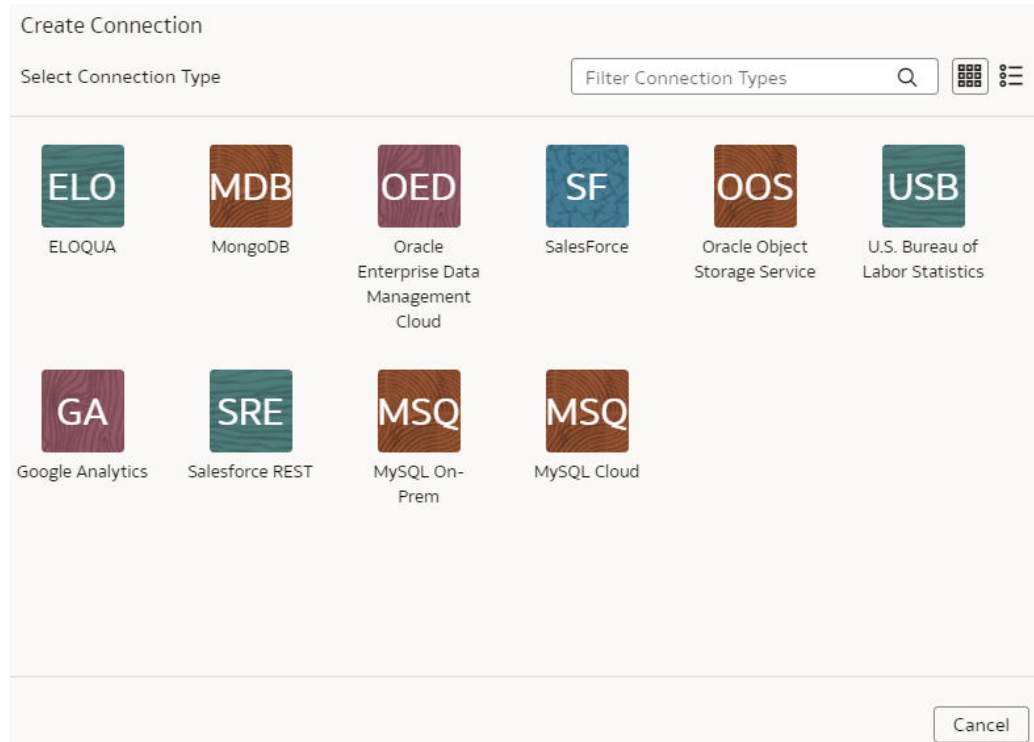 Create Connection
Select Connection Type
Filter Connection Types
ELO
MDB
OED
SF
OOS
USB
ELOQUA
MongoDB
Oracle
Enterprise Data
Management
Cloud
SalesForce
Oracle Object
Storage Service
U.S. Bureau of
Labor Statistics
GA
SRE
MSQ
MSQ
Google Analytics
Salesforce REST
MySQL On-
Prem
MySQL Cloud
Cancel